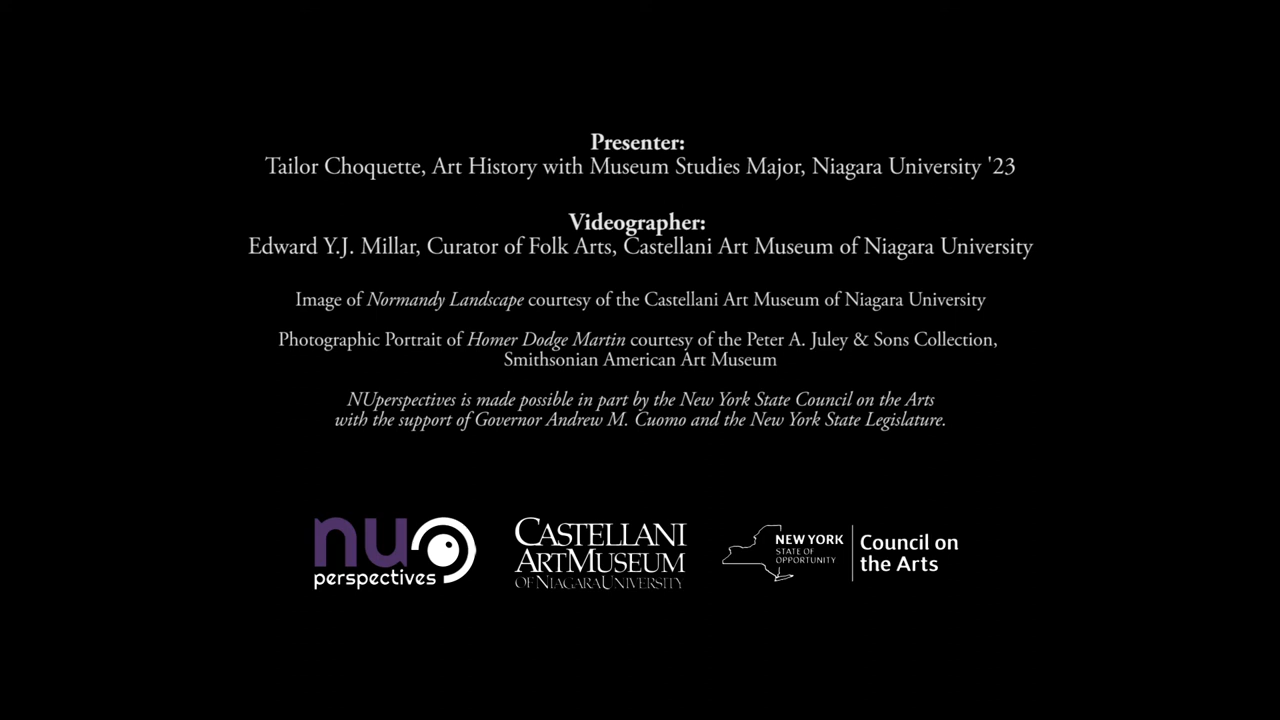 Presenter:
Tailor Choquette, Art History with Museum Studies Major, Niagara University '23
Videographer:
Edward Y.J. Millar, Curator of Folk Arts, Castellani Art Museum of Niagara University
Image of Normandy Landscape courtesy of the Castellani Art Museum of Niagara University
Photographic Portrait of Homer Dodge Martin courtesy of the Peter A. Juley & Sons Collection,
Smithsonian American Art Museum
NUperspectives is made possible in part by the New York State Council on the Arts
with the support of Governor Andrew M. Cuomo and the New York State Legislature.
nu
perspectives
CASTELLANI
ARTMUSEUM
OF NIAGARA UNIVERSITY
NEW YORK
STATE OF
OPPORTUNITY
Council on
the Arts